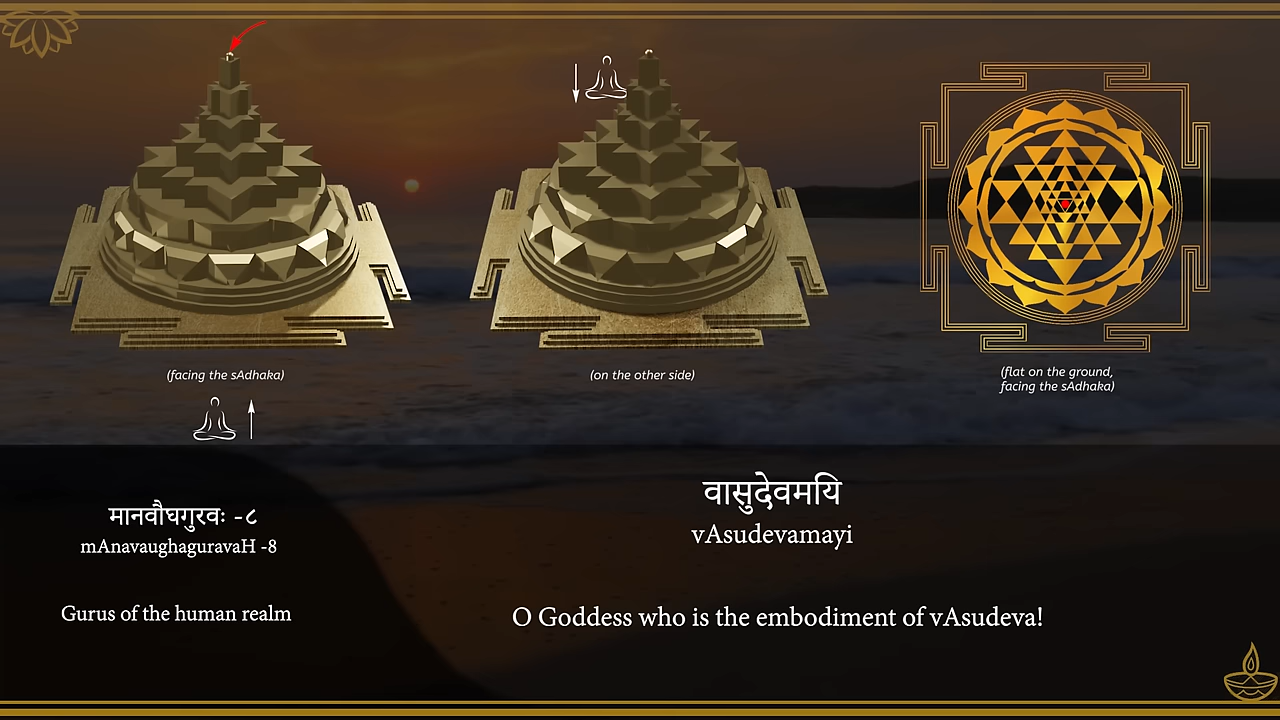 (facing the sAdhaka)
(on the other side)
(flat on the ground,
facing the sAdhaka)
मानवौघगुरवः -८
mAnavaughaguravaH -8
Gurus of the human realm
वासुदेवमयि
vAsudevamayi
O Goddess who is the embodiment of vAsudeva!